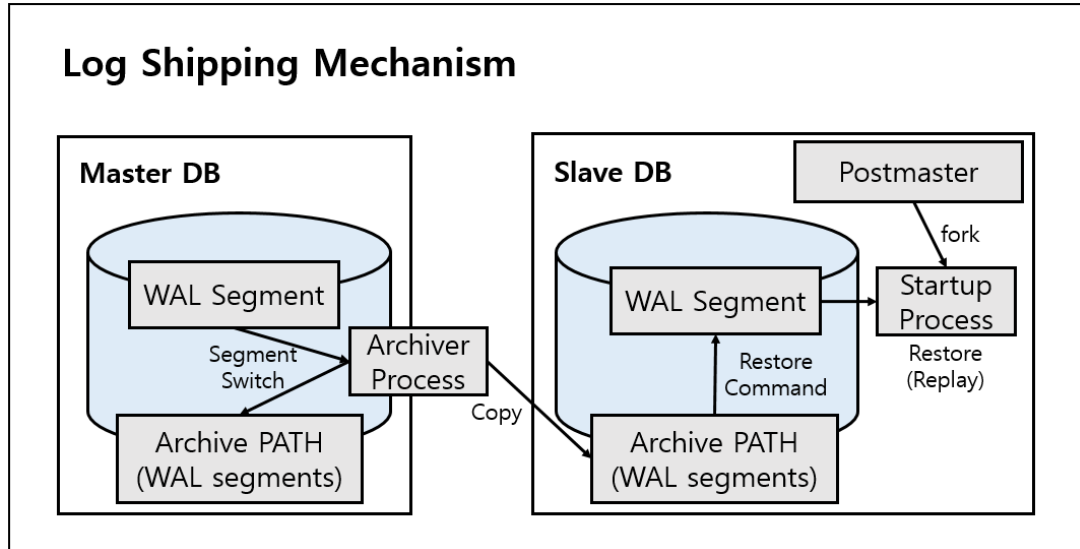 Log Shipping Mechanism
Master DB
WAL Segment
Segment
Switch
Archiver
Process
Archive PATH
(WAL segments)
Copy
Slave DB
Postmaster
fork
WAL Segment
Startup
Process
Restore
(Replay)
Restore
Command
Archive PATH
(WAL segments)